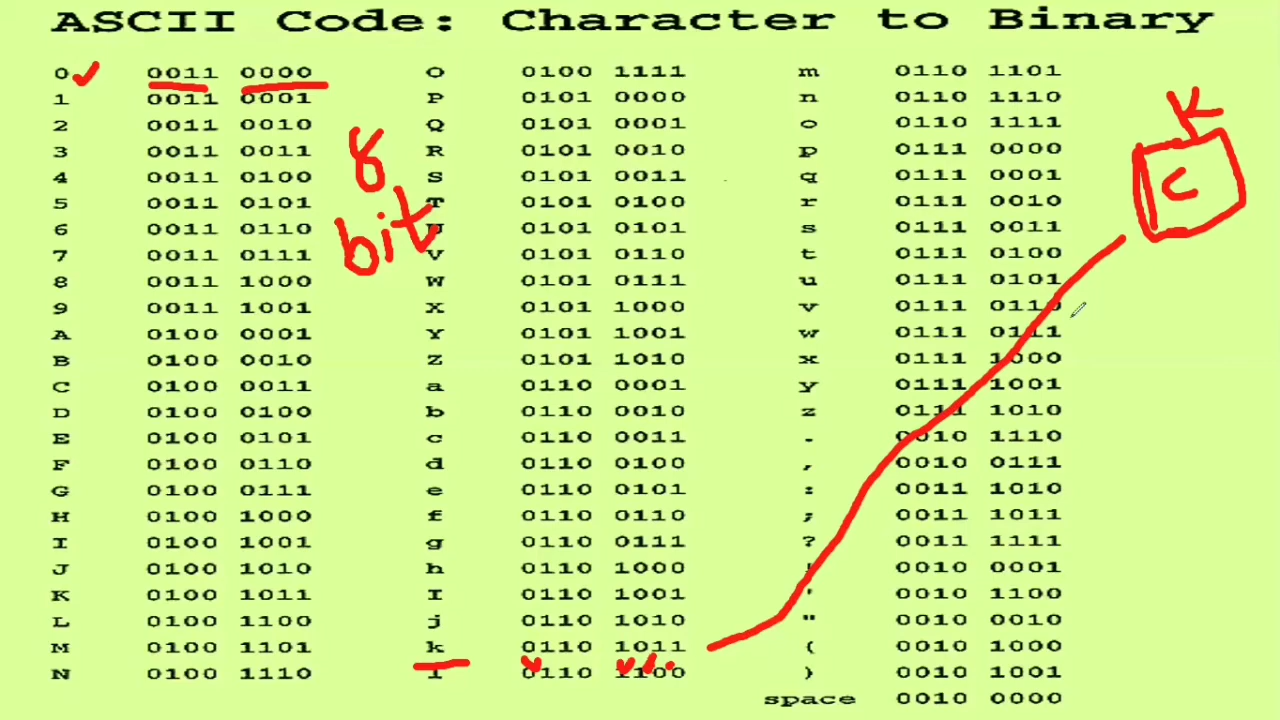 ASCII Code: Character to Binary
0 0011 0000 O 0100 1111 m 0110 1101
1 0011 0001 P 0101 0000 n 0110 1110
2 0011 0010 Q 0101 0001 o 0110 1111
3 0011 0011 R 0101 0010 p 0111 0000
4 0011 0100 S 0101 0011 q 0111 0001
5 0011 0101 T 0101 0100 r 0111 0010
6 0011 0110 U 0101 0101 s 0111 0011
7 0011 0111 V 0101 0110 t 0111 0100
8 0011 1000 W 0101 0111 u 0111 0101
9 0011 1001 X 0101 1000 v 0111 0110
A 0100 0001 Y 0101 1001 w 0111 0111
B 0100 0010 Z 0101 1010 x 0111 1000
C 0100 0011 a 0110 0001 y 0111 1001
D 0100 0100 b 0110 0010 z 0111 1010
E 0100 0101 c 0110 0011 . 0010 1110
F 0100 0110 d 0110 0100 , 0010 0111
G 0100 0111 e 0110 0101 : 0011 1010
H 0100 1000 f 0110 0110 ; 0011 1011
I 0100 1001 g 0110 0111 ? 0011 1111
J 0100 1010 h 0110 1000 ! 0010 0001
K 0100 1011 I 0110 1001 ' 0010 1100
L 0100 1100 j 0110 1010 " 0010 0010
M 0100 1101 k 0110 1011 ( 0010 1000
N 0100 1110 l 0110 1100 ) 0010 1001
space 0010 0000
8
bit
K
C